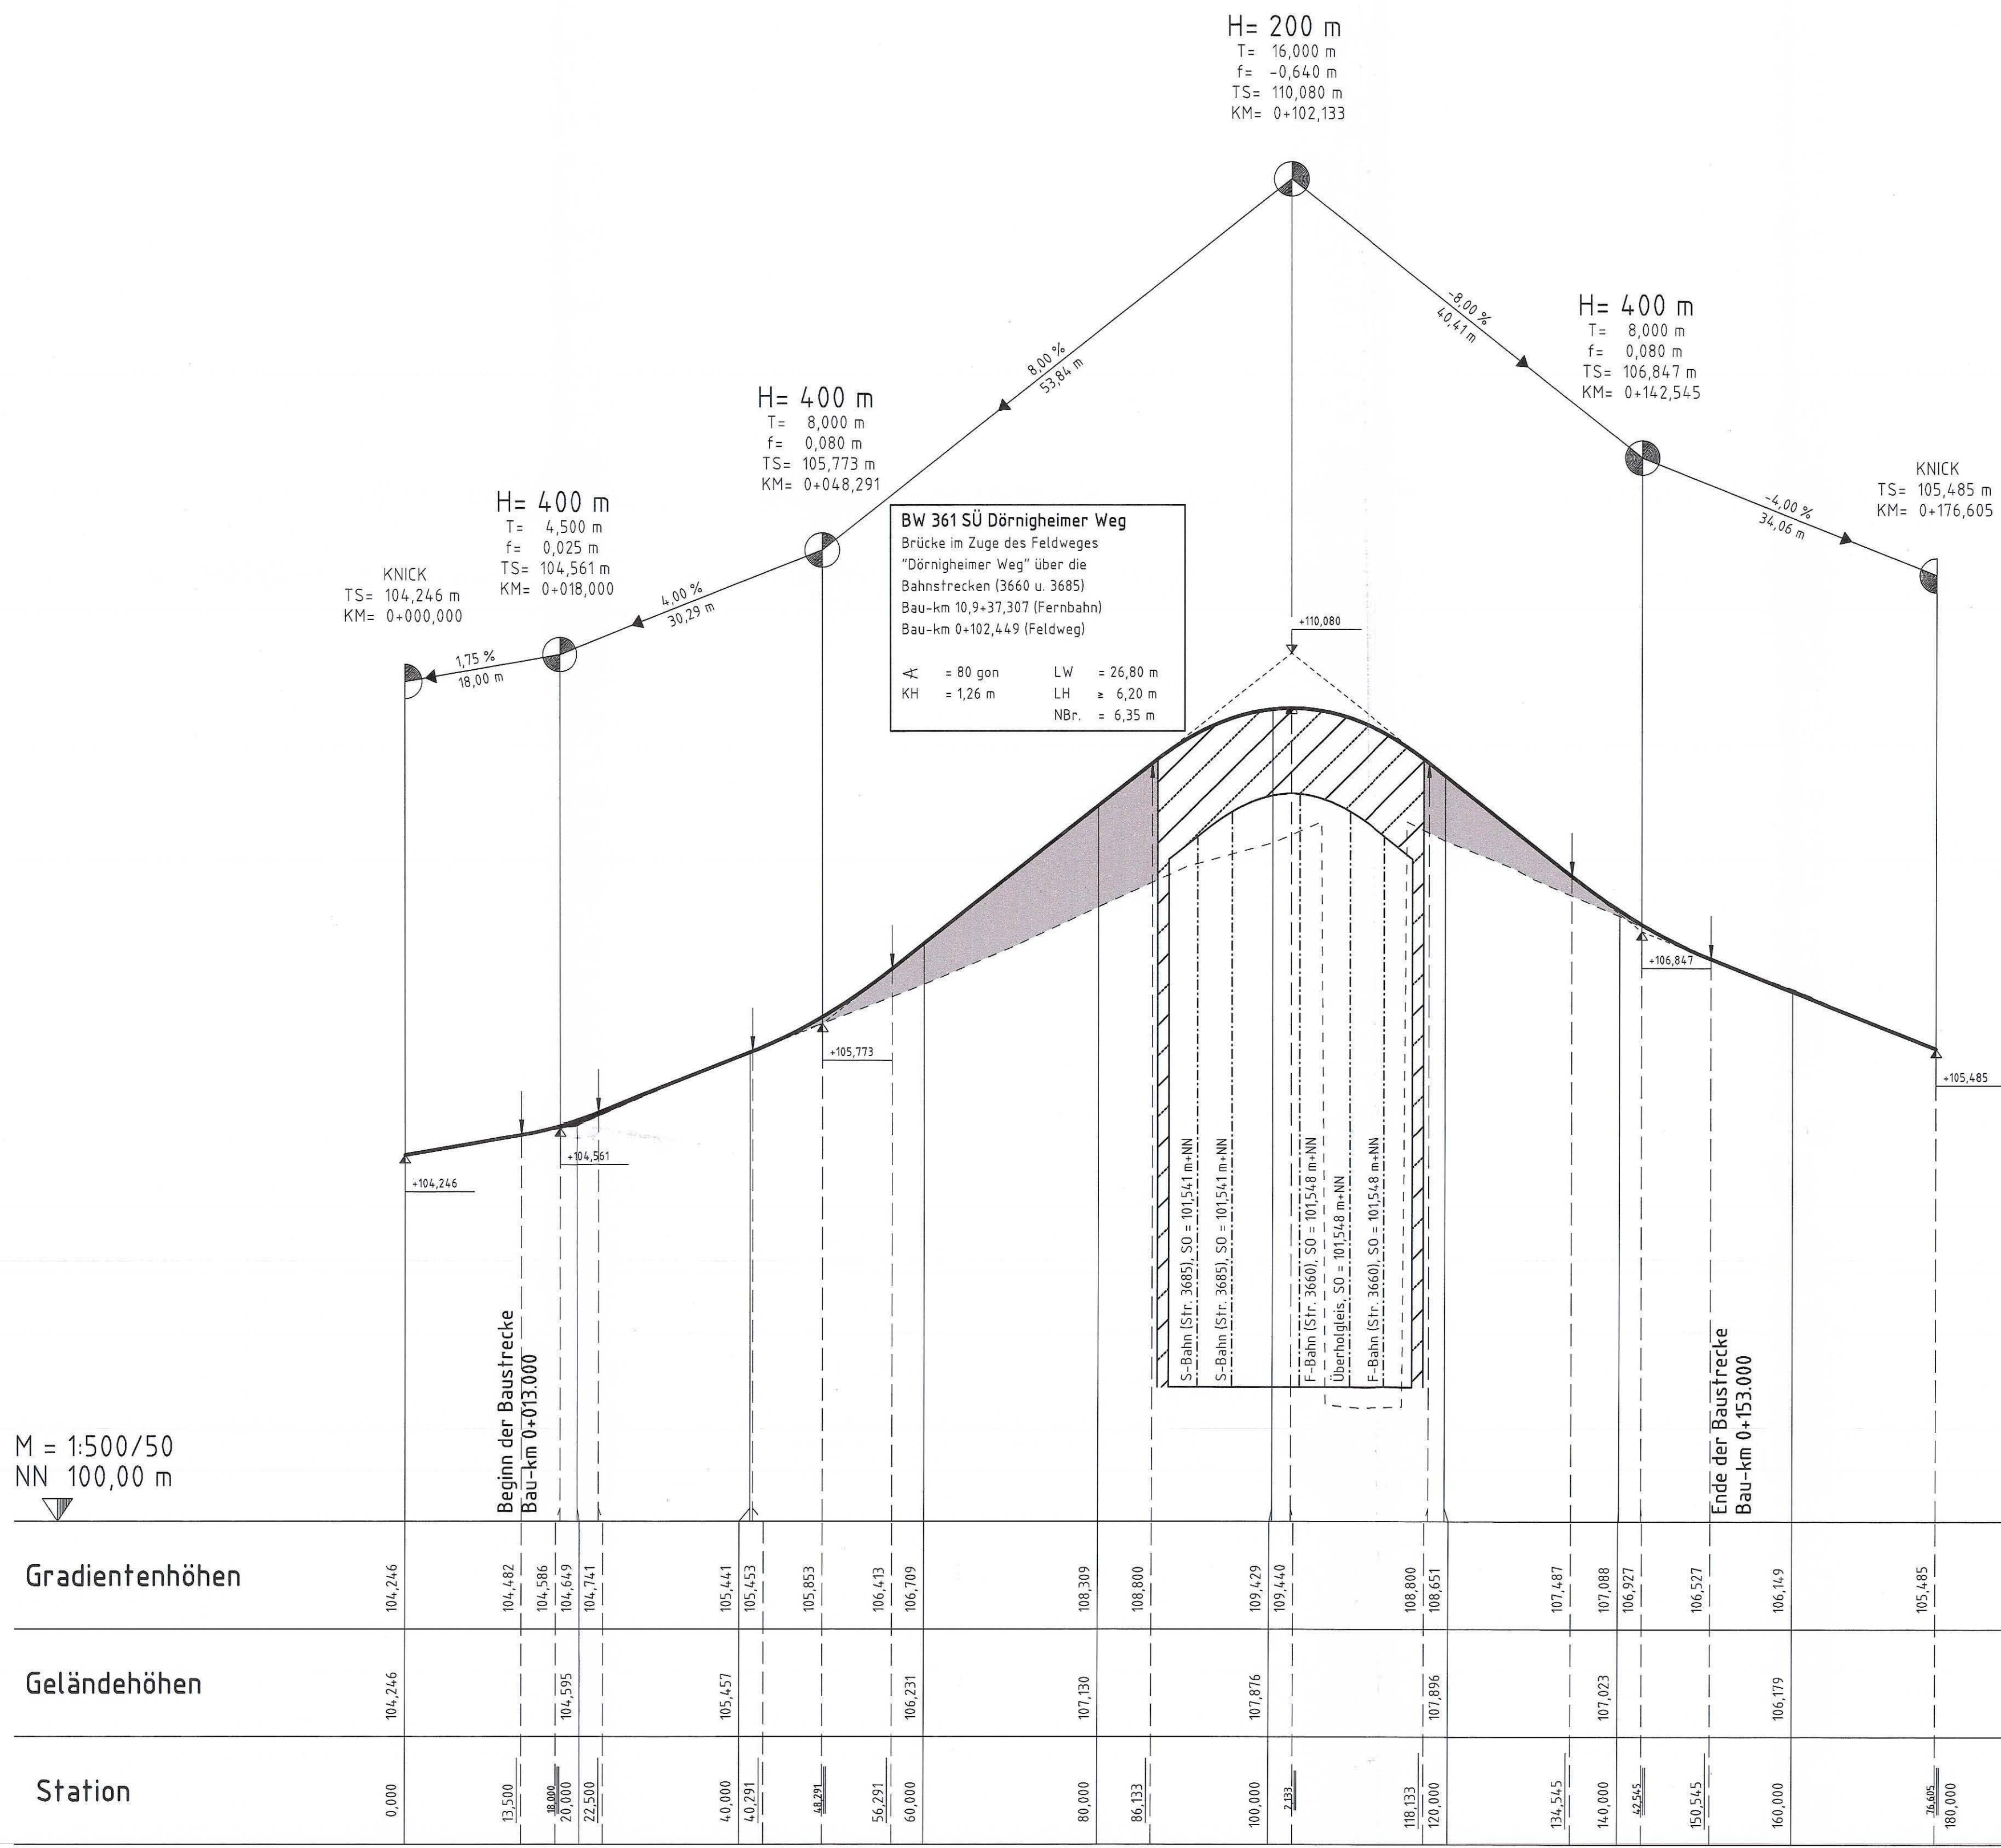 H= 200 m
T= 16,000 m
f= -0,640 m
TS= 110,080 m
KM= 0+102,133
-8,00 %
40,41 m
H= 400 m
T= 8,000 m
f= 0,080 m
TS= 106,847 m
KM= 0+142,545
8,00 %
53,84 m
H= 400 m
T= 8,000 m
f= 0,080 m
TS= 105,773 m
KM= 0+048,291
KNICK
TS= 105,485 m
KM= 0+176,605
-4,00 %
34,06 m
H= 400 m
T= 4,500 m
f= 0,025 m
TS= 104,561 m
KM= 0+018,000
KNICK
TS= 104,246 m
KM= 0+000,000
4,00 %
30,29 m
1,75 %
18,00 m
BW 361 SÜ Dörnigheimer Weg
Brücke im Zuge des Feldweges
"Dörnigheimer Weg" über die
Bahnstrecken (3660 u. 3685)
Bau-km 10,9+37,307 (Fernbahn)
Bau-km 0+102,449 (Feldweg)
= 80 gon LW = 26,80 m
KH = 1,26 m LH ≥ 6,20 m
NBr. = 6,35 m
+110,080
+106,847
+105,773
+105,485
+104,561
+104,246
S-Bahn (Str. 3685), SO = 101,541 m+NN
S-Bahn (Str. 3685), SO = 101,541 m+NN
F-Bahn (Str. 3660), SO = 101,548 m+NN
Überholgleis, SO = 101,548 m+NN
F-Bahn (Str. 3660), SO = 101,548 m+NN
Beginn der Baustrecke
Bau-km 0+013.000
Ende der Baustrecke
Bau-km 0+153.000
M = 1:500/50
NN 100,00 m
Gradientenhöhen 104,246 104,482 104,586 104,649 104,741 105,441 105,453 105,853 106,413 106,709 108,309 108,800 109,429 109,440 108,800 108,651 107,487 107,088 106,927 106,527 106,149 105,485
Geländehöhen 104,246 104,595 105,457 106,231 107,130 107,876 107,896 107,023 106,179
Station 0,000 13,500 18,000 20,000 22,500 40,000 40,291 48,291 56,291 60,000 80,000 86,133 100,000 2,133 118,133 120,000 134,545 140,000 42,545 150,545 160,000 76,605 180,000